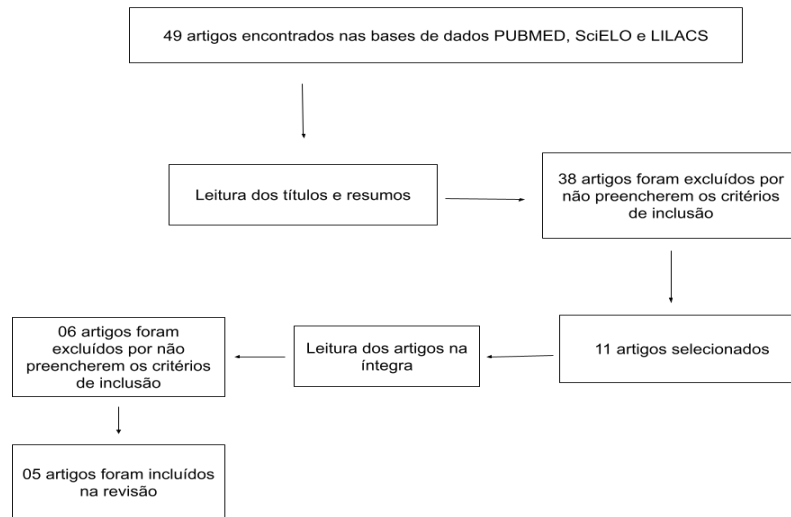 49 artigos encontrados nas bases de dados PUBMED, SciELO e LILACS
Leitura dos títulos e resumos
38 artigos foram excluídos por
não preencherem os critérios
de inclusão
11 artigos selecionados
Leitura dos artigos na
íntegra
06 artigos foram
excluídos por não
preencherem os critérios
de inclusão
05 artigos foram incluídos
na revisão